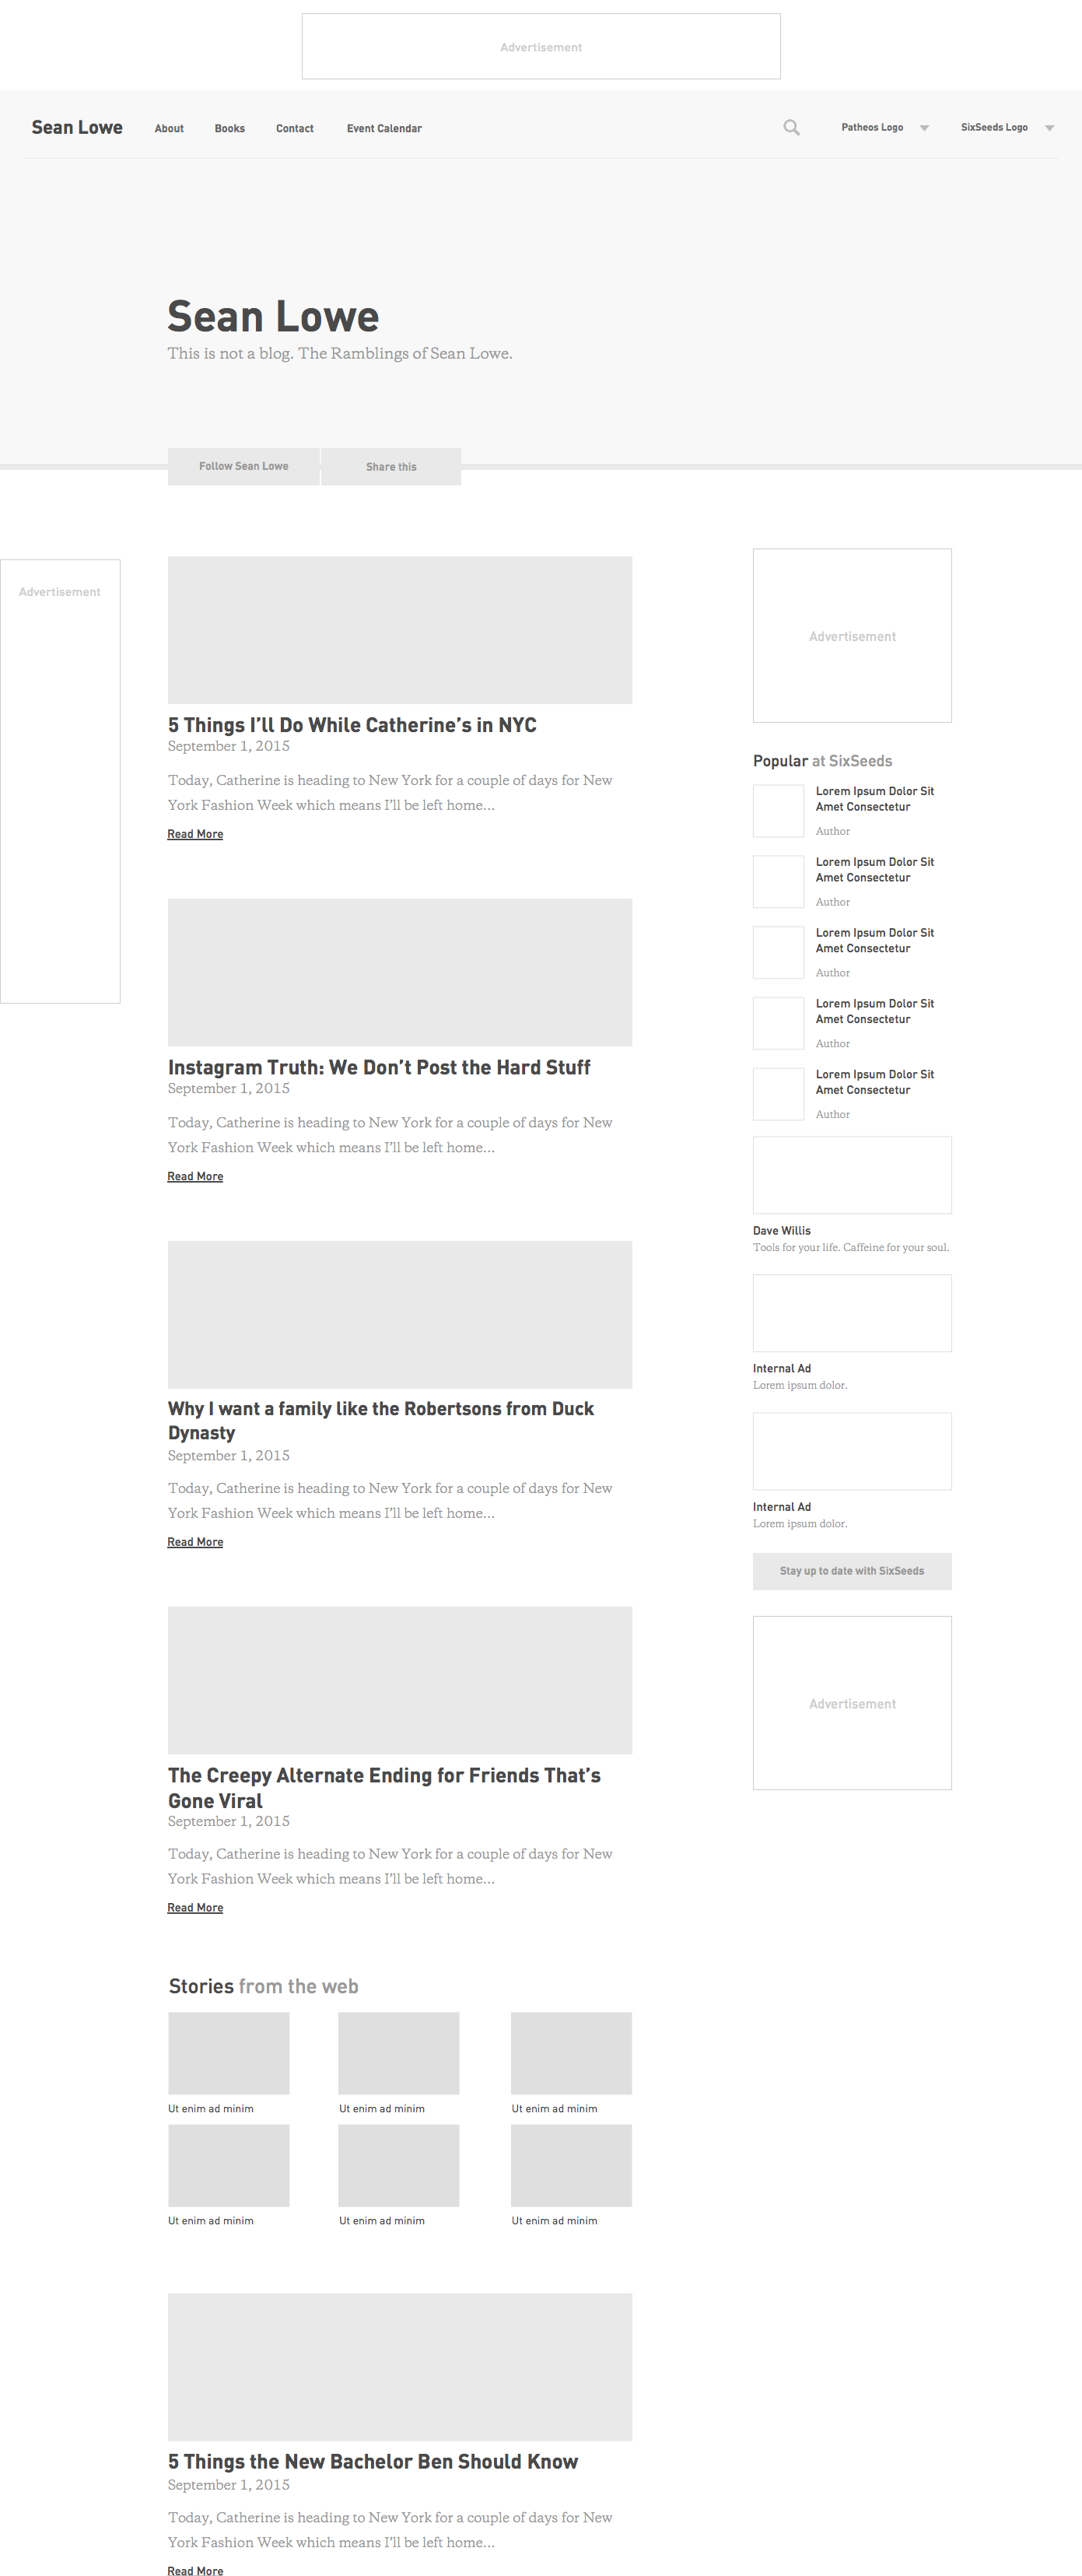 Advertisement
Sean Lowe About Books Contact Event Calendar Patheos Logo SixSeeds Logo
Sean Lowe
This is not a blog. The Ramblings of Sean Lowe.
Follow Sean Lowe Share this
Advertisement
5 Things I’ll Do While Catherine’s in NYC
September 1, 2015
Today, Catherine is heading to New York for a couple of days for New
York Fashion Week which means I’ll be left home...
Read More
Instagram Truth: We Don’t Post the Hard Stuff
September 1, 2015
Today, Catherine is heading to New York for a couple of days for New
York Fashion Week which means I’ll be left home...
Read More
Why I want a family like the Robertsons from Duck
Dynasty
September 1, 2015
Today, Catherine is heading to New York for a couple of days for New
York Fashion Week which means I’ll be left home...
Read More
The Creepy Alternate Ending for Friends That’s
Gone Viral
September 1, 2015
Today, Catherine is heading to New York for a couple of days for New
York Fashion Week which means I’ll be left home...
Read More
Stories from the web
Ut enim ad minim Ut enim ad minim Ut enim ad minim
Ut enim ad minim Ut enim ad minim Ut enim ad minim
5 Things the New Bachelor Ben Should Know
September 1, 2015
Today, Catherine is heading to New York for a couple of days for New
York Fashion Week which means I’ll be left home...
Read More
Advertisement
Popular at SixSeeds
Lorem Ipsum Dolor Sit
Amet Consectetur
Author
Lorem Ipsum Dolor Sit
Amet Consectetur
Author
Lorem Ipsum Dolor Sit
Amet Consectetur
Author
Lorem Ipsum Dolor Sit
Amet Consectetur
Author
Lorem Ipsum Dolor Sit
Amet Consectetur
Author
Dave Willis
Tools for your life. Caffeine for your soul.
Internal Ad
Lorem ipsum dolor.
Internal Ad
Lorem ipsum dolor.
Stay up to date with SixSeeds
Advertisement